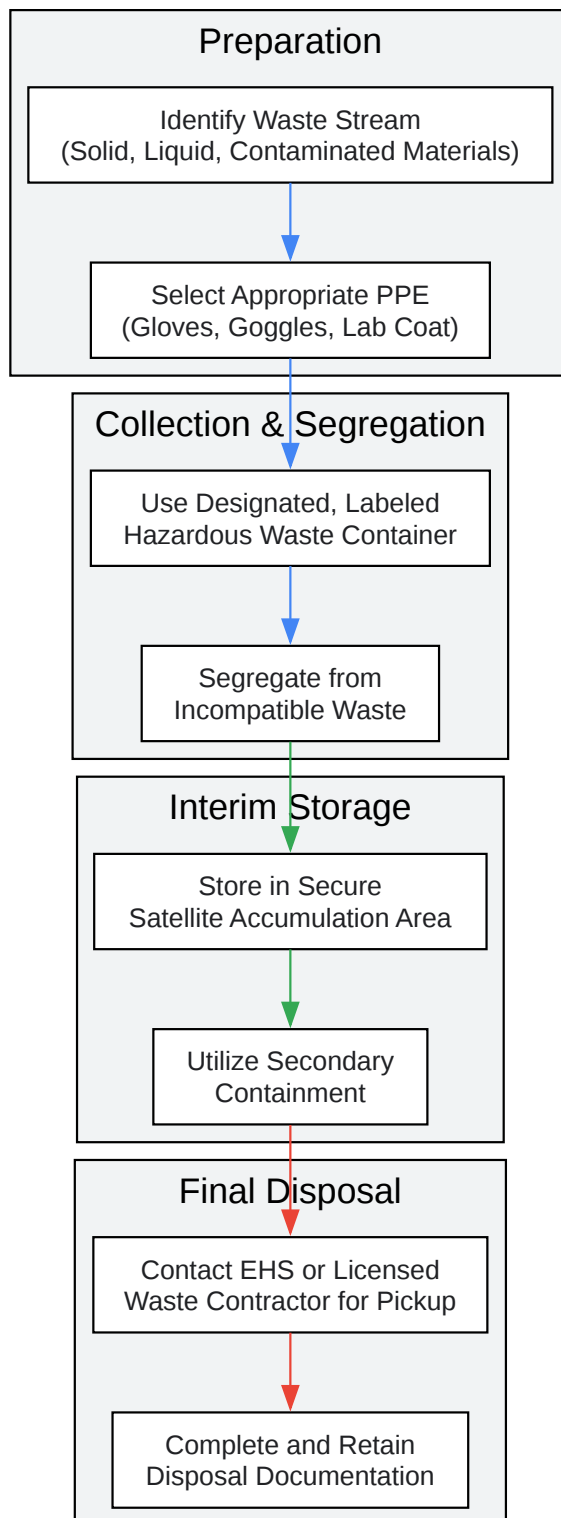 Preparation
Identify Waste Stream
(Solid, Liquid, Contaminated Materials)
Select Appropriate PPE
(Gloves, Goggles, Lab Coat)
Collection & Segregation
Use Designated, Labeled
Hazardous Waste Container
Segregate from
Incompatible Waste
Interim Storage
Store in Secure
Satellite Accumulation Area
Utilize Secondary
Containment
Final Disposal
Contact EHS or Licensed
Waste Contractor for Pickup
Complete and Retain
Disposal Documentation